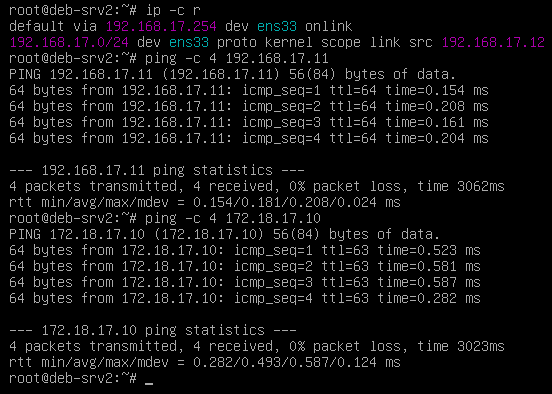 root@deb-srv2:~# ip -c r
default via 192.168.17.254 dev ens33 onlink
192.168.17.0/24 dev ens33 proto kernel scope link src 192.168.17.12
root@deb-srv2:~# ping -c 4 192.168.17.11
PING 192.168.17.11 (192.168.17.11) 56(84) bytes of data.
64 bytes from 192.168.17.11: icmp_seq=1 ttl=64 time=0.154 ms
64 bytes from 192.168.17.11: icmp_seq=2 ttl=64 time=0.208 ms
64 bytes from 192.168.17.11: icmp_seq=3 ttl=64 time=0.161 ms
64 bytes from 192.168.17.11: icmp_seq=4 ttl=64 time=0.204 ms

--- 192.168.17.11 ping statistics ---
4 packets transmitted, 4 received, 0% packet loss, time 3062ms
rtt min/avg/max/mdev = 0.154/0.181/0.208/0.024 ms
root@deb-srv2:~# ping -c 4 172.18.17.10
PING 172.18.17.10 (172.18.17.10) 56(84) bytes of data.
64 bytes from 172.18.17.10: icmp_seq=1 ttl=63 time=0.523 ms
64 bytes from 172.18.17.10: icmp_seq=2 ttl=63 time=0.581 ms
64 bytes from 172.18.17.10: icmp_seq=3 ttl=63 time=0.587 ms
64 bytes from 172.18.17.10: icmp_seq=4 ttl=63 time=0.282 ms

--- 172.18.17.10 ping statistics ---
4 packets transmitted, 4 received, 0% packet loss, time 3023ms
rtt min/avg/max/mdev = 0.282/0.493/0.587/0.124 ms
root@deb-srv2:~# _